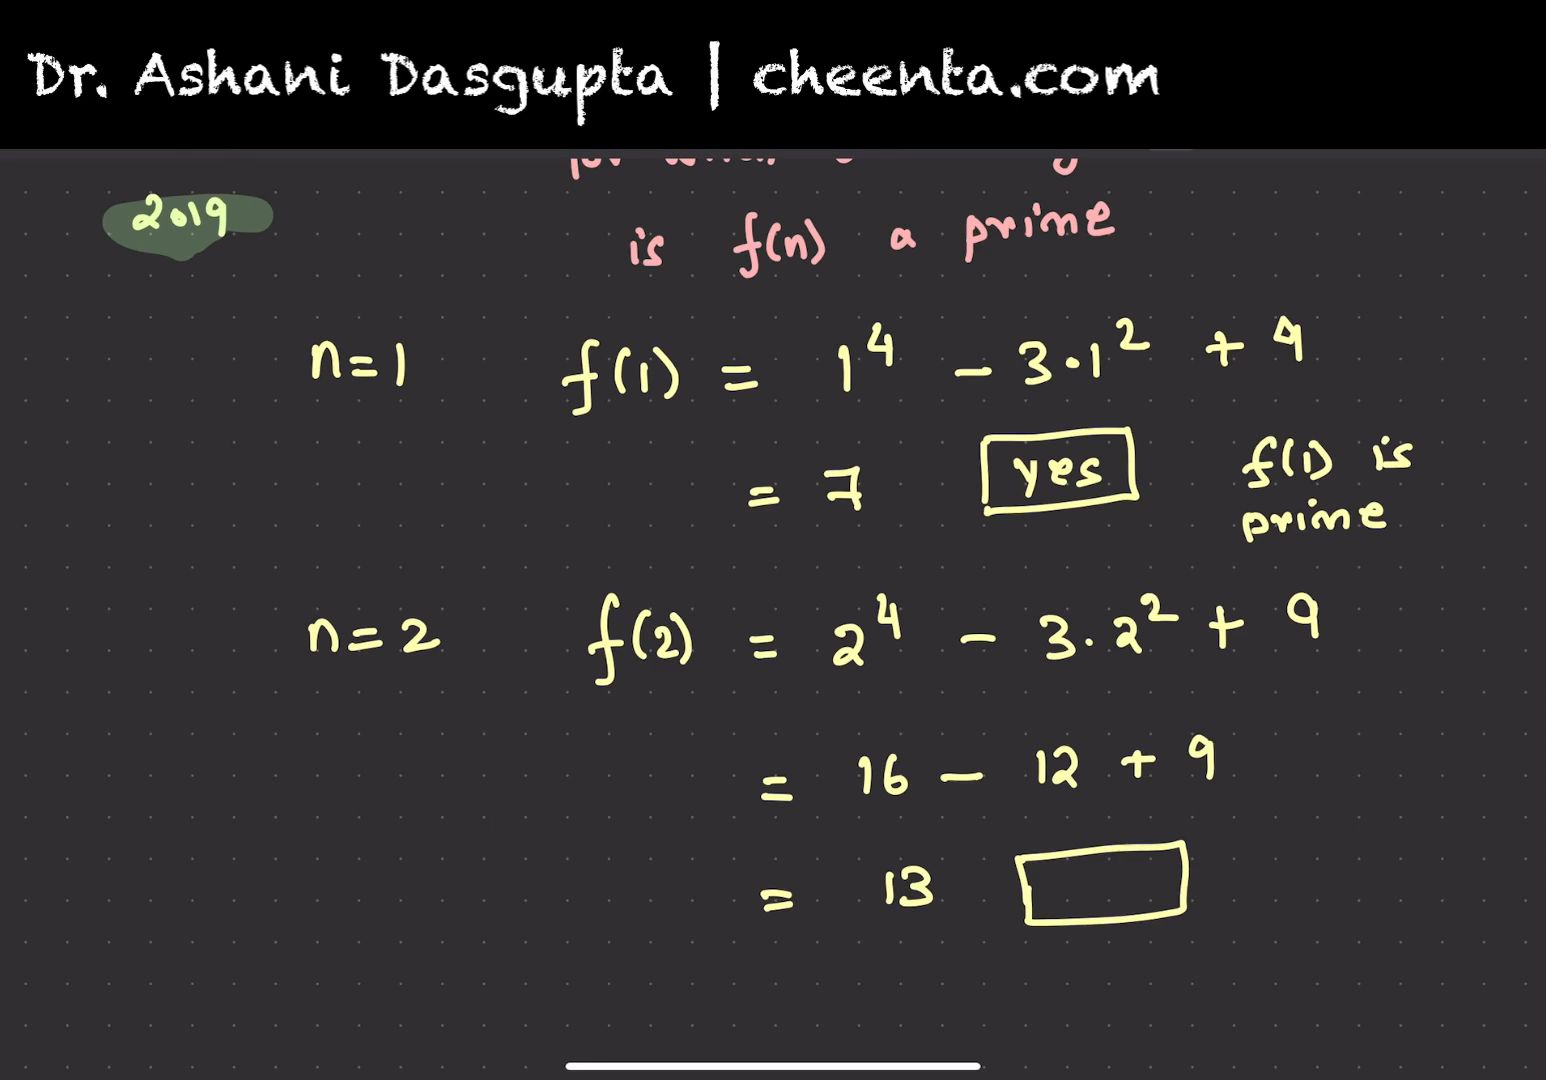 Dr. Ashani Dasgupta | cheenta.com
2019
is f(n) a prime
n=1 f(1) = 1⁴ - 3·1² + 9
= 7 yes f(1) is
prime
n=2 f(2) = 2⁴ - 3·2² + 9
= 16 - 12 + 9
= 13